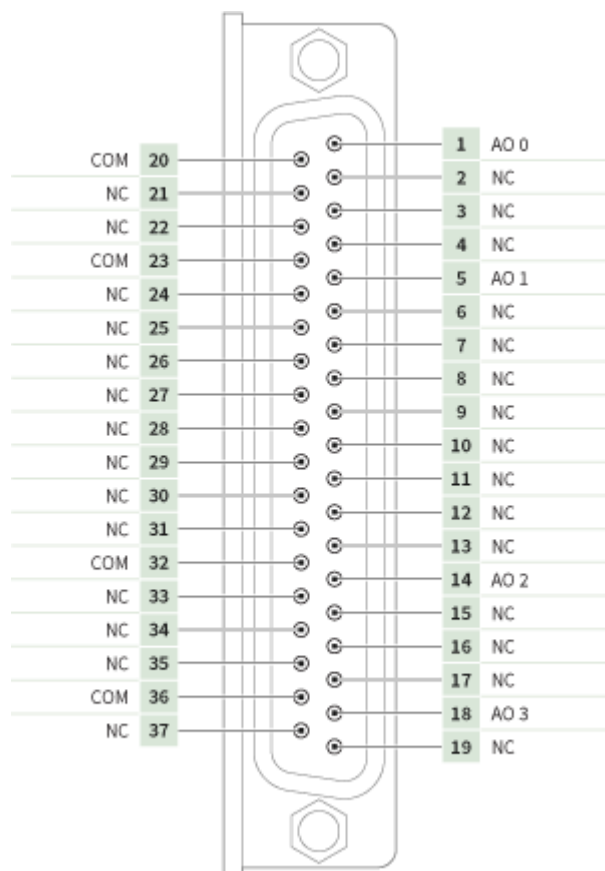 COM 20
NC 21
NC 22
COM 23
NC 24
NC 25
NC 26
NC 27
NC 28
NC 29
NC 30
NC 31
COM 32
NC 33
NC 34
NC 35
COM 36
NC 37
1 AO 0
2 NC
3 NC
4 NC
5 AO 1
6 NC
7 NC
8 NC
9 NC
10 NC
11 NC
12 NC
13 NC
14 AO 2
15 NC
16 NC
17 NC
18 AO 3
19 NC